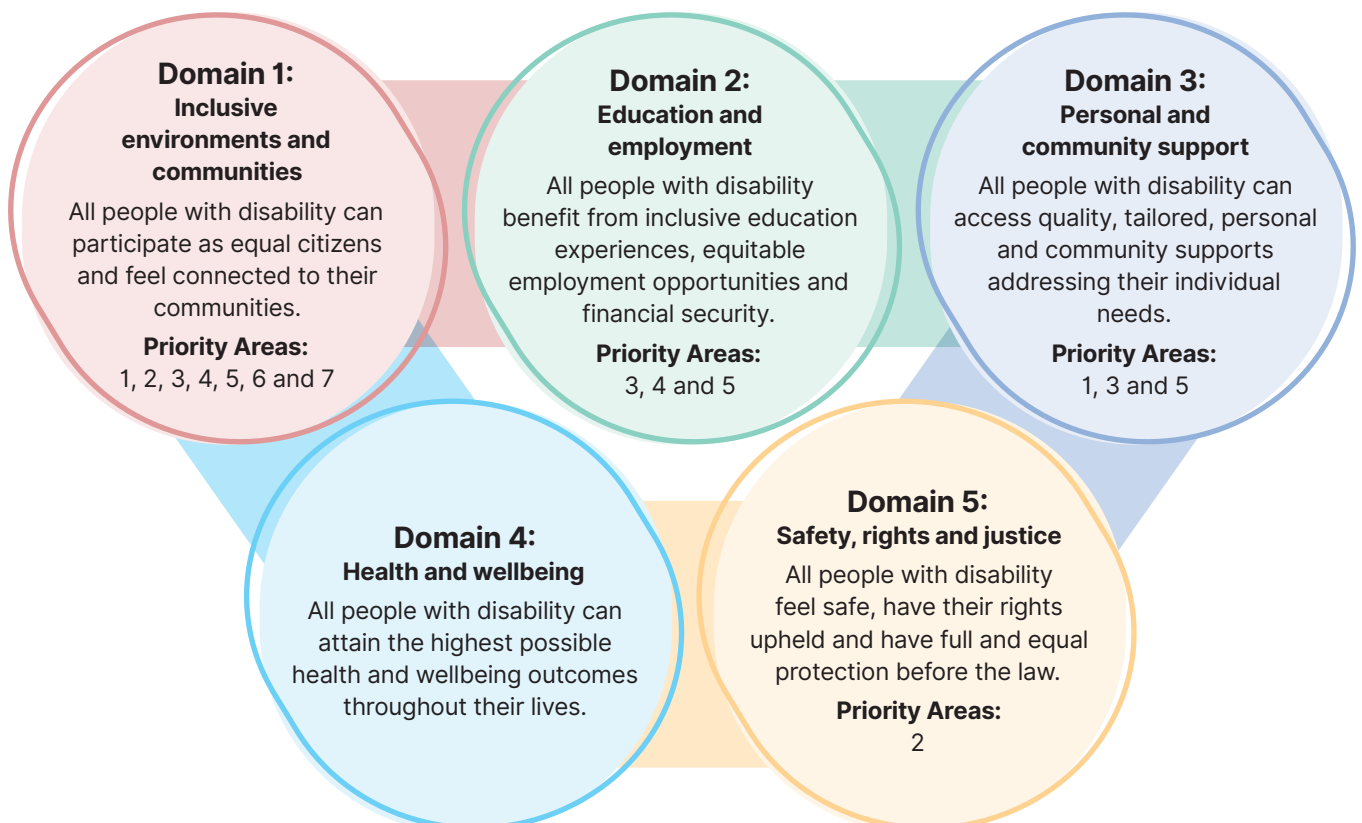 Domain 1:
Inclusive
environments and
communities
All people with disability can
participate as equal citizens
and feel connected to their
communities.
Priority Areas:
1, 2, 3, 4, 5, 6 and 7
Domain 2:
Education and
employment
All people with disability
benefit from inclusive education
experiences, equitable
employment opportunities and
financial security.
Priority Areas:
3, 4 and 5
Domain 3:
Personal and
community support
All people with disability can
access quality, tailored, personal
and community supports
addressing their individual
needs.
Priority Areas:
1, 3 and 5
Domain 4:
Health and wellbeing
All people with disability can
attain the highest possible
health and wellbeing outcomes
throughout their lives.
Domain 5:
Safety, rights and justice
All people with disability
feel safe, have their rights
upheld and have full and equal
protection before the law.
Priority Areas:
2